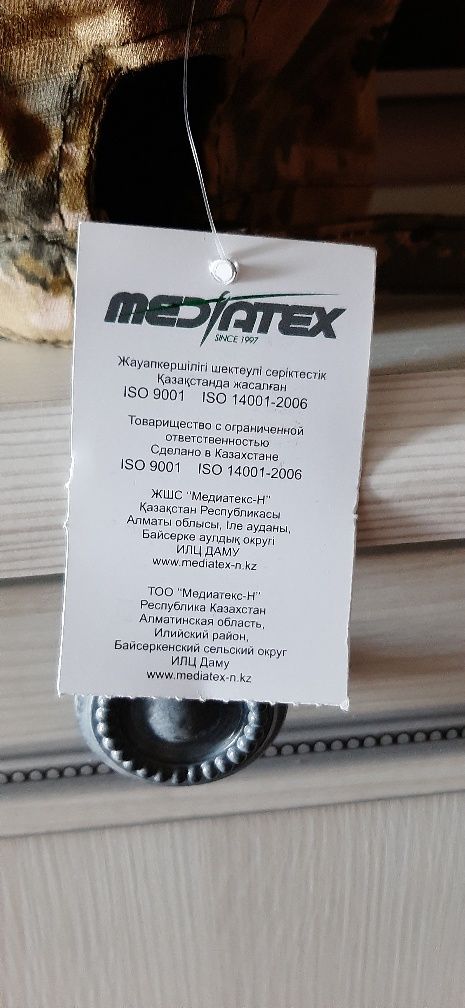 MEDIATEX
SINCE 1997
Жауапкершілігі шектеулі серіктестік
Қазақстанда жасалған
ISO 9001 ISO 14001-2006
Товарищество с ограниченной
ответственностью
Сделано в Казахстане
ISO 9001 ISO 14001-2006
ЖШС "Медиатекс-Н"
Қазақстан Республикасы
Алматы облысы, Іле ауданы,
Байсерке аулдық округі
ИЛЦ ДАМУ
www.mediatex-n.kz
ТОО "Медиатекс-Н"
Республика Казахстан
Алматинская область,
Илийский район,
Байсеркенский сельский округ
ИЛЦ Даму
www.mediatex-n.kz